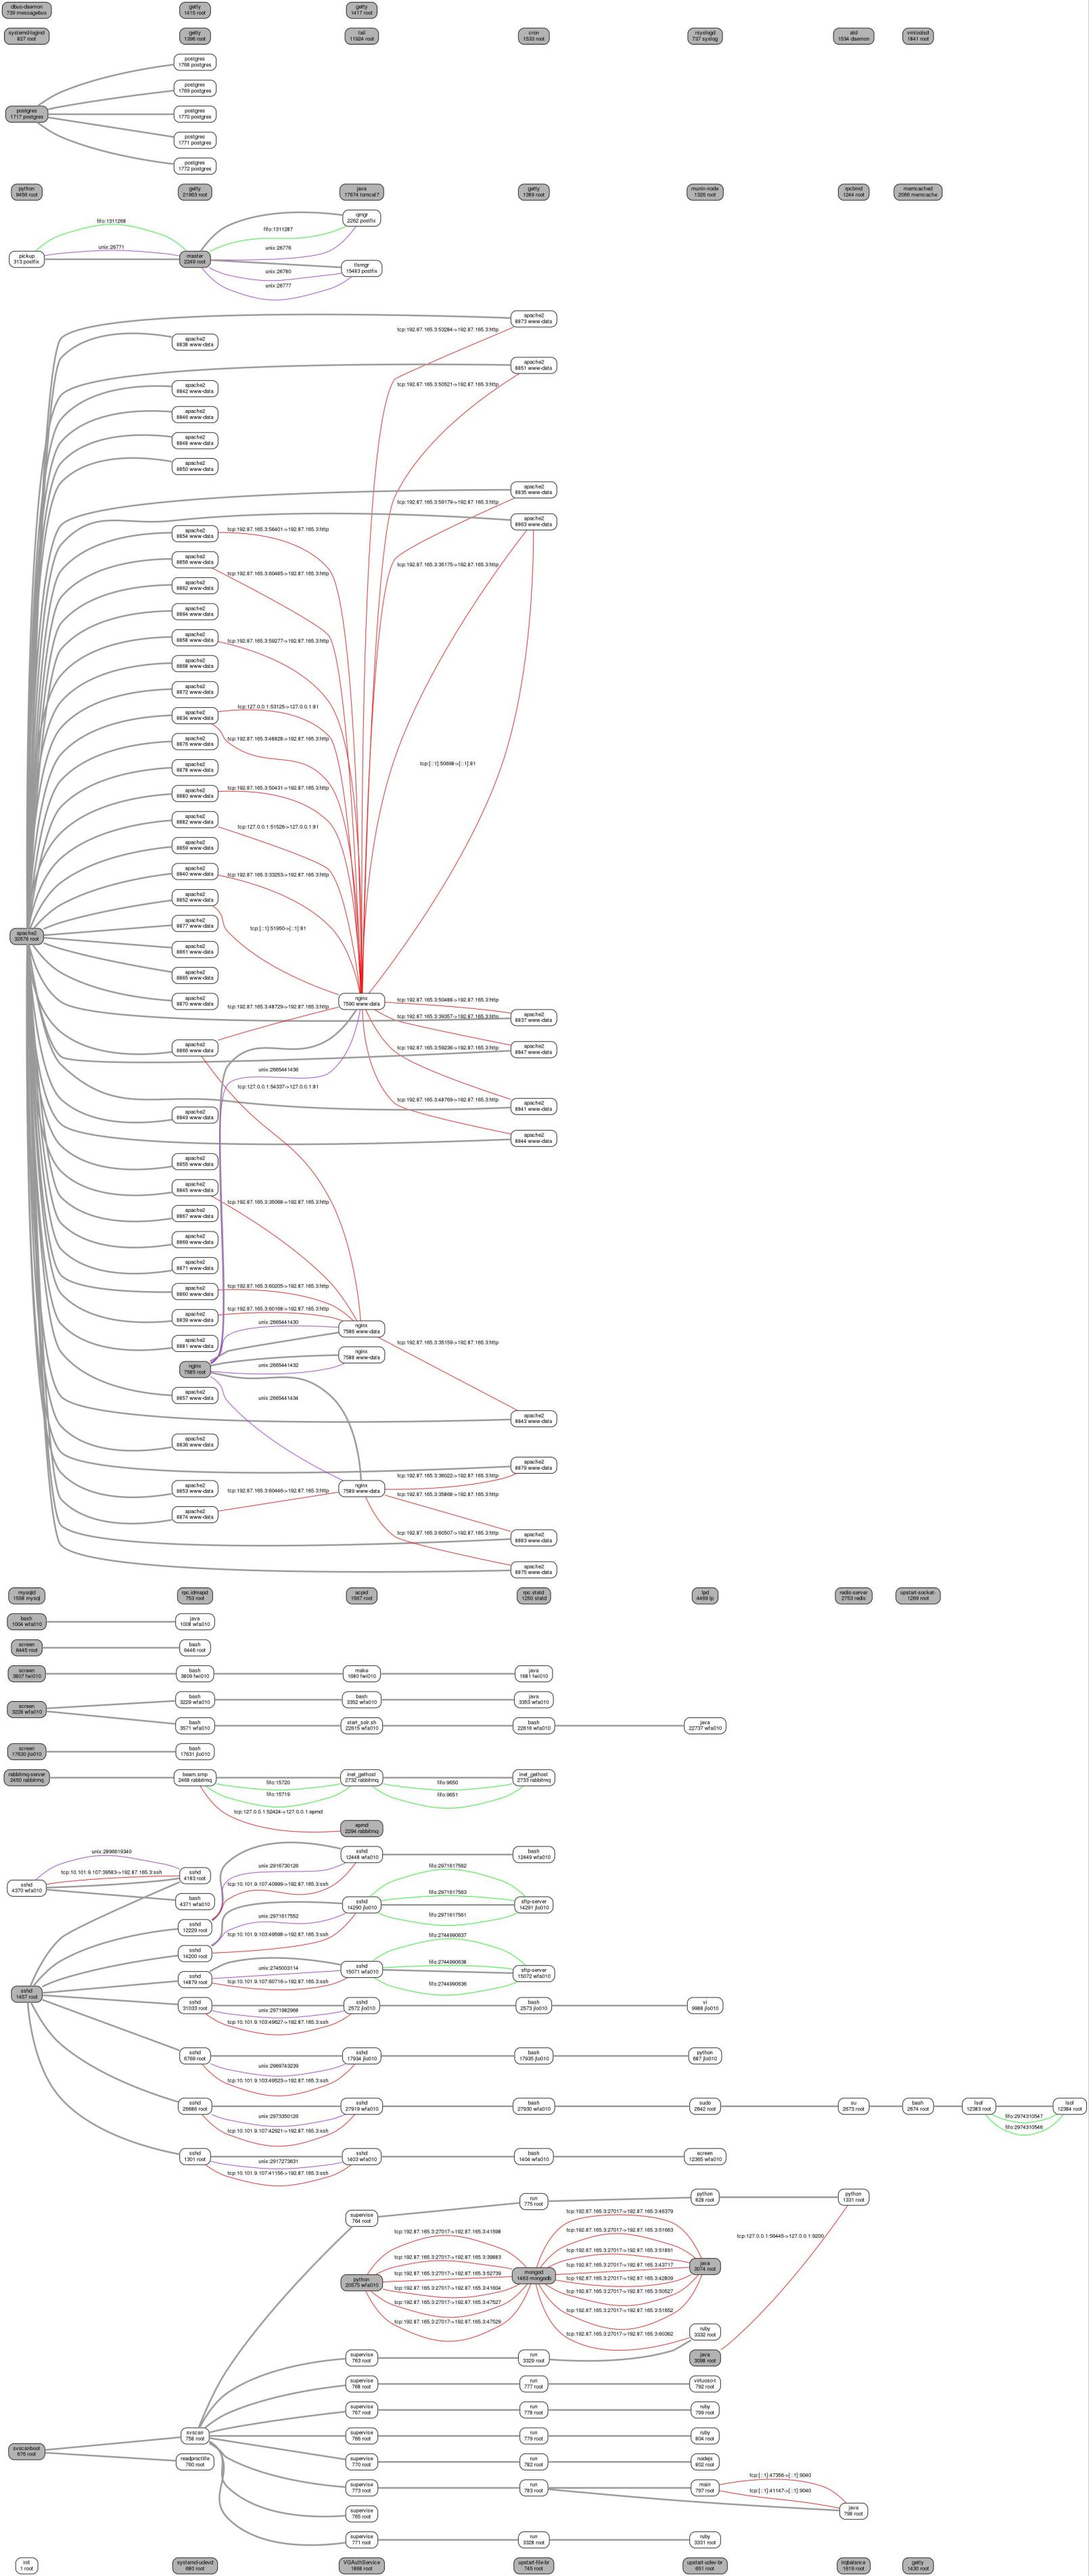 dbus-daemon
739 messagebus
getty
1415 root
getty
1417 root
systemd-logind
827 root
getty
1396 root
tail
11924 root
cron
1533 root
rsyslogd
737 syslog
atd
1534 daemon
vmtoolsd
1841 root
postgres
1717 postgres
postgres
1768 postgres
postgres
1769 postgres
postgres
1770 postgres
postgres
1771 postgres
postgres
1772 postgres
python
9456 root
getty
21963 root
java
17674 tomcat7
getty
1389 root
munin-node
1326 root
rpcbind
1244 root
memcached
2066 memcache
pickup
313 postfix
fifo:1311268
unix:26771
master
2249 root
fifo:1311287
unix:26776
unix:26780
unix:26777
qmgr
2262 postfix
tlsmgr
15483 postfix
apache2
8873 www-data
tcp:192.87.165.3:53284->192.87.165.3:http
apache2
8838 www-data
apache2
8851 www-data
tcp:192.87.165.3:50521->192.87.165.3:http
apache2
8842 www-data
apache2
8846 www-data
apache2
8848 www-data
apache2
8850 www-data
apache2
8835 www-data
tcp:192.87.165.3:59179->192.87.165.3:http
apache2
8863 www-data
apache2
8854 www-data
tcp:192.87.165.3:56401->192.87.165.3:http
apache2
8856 www-data
tcp:192.87.165.3:35175->192.87.165.3:http
tcp:192.87.165.3:60485->192.87.165.3:http
apache2
8862 www-data
apache2
8864 www-data
apache2
8858 www-data
tcp:192.87.165.3:59277->192.87.165.3:http
apache2
8868 www-data
apache2
8872 www-data
apache2
8834 www-data
tcp:127.0.0.1:53125->127.0.0.1:81
tcp:192.87.165.3:48828->192.87.165.3:http
apache2
8876 www-data
apache2
8878 www-data
tcp:[::1]:50698->[::1]:81
apache2
8880 www-data
tcp:192.87.165.3:50431->192.87.165.3:http
apache2
8882 www-data
tcp:127.0.0.1:51526->127.0.0.1:81
apache2
8859 www-data
apache2
8840 www-data
tcp:192.87.165.3:33253->192.87.165.3:http
apache2
8852 www-data
apache2
8877 www-data
tcp:[::1]:51950->[::1]:81
apache2
32676 root
apache2
8861 www-data
apache2
8865 www-data
apache2
8870 www-data
nginx
7590 www-data
tcp:192.87.165.3:48729->192.87.165.3:http
tcp:192.87.165.3:50488->192.87.165.3:http
tcp:192.87.165.3:39357->192.87.165.3:http
apache2
8837 www-data
apache2
8866 www-data
tcp:192.87.165.3:59236->192.87.165.3:http
apache2
8847 www-data
unix:2665441436
tcp:127.0.0.1:54337->127.0.0.1:81
tcp:192.87.165.3:48769->192.87.165.3:http
apache2
8841 www-data
apache2
8849 www-data
apache2
8844 www-data
apache2
8855 www-data
apache2
8845 www-data
tcp:192.87.165.3:35068->192.87.165.3:http
apache2
8867 www-data
apache2
8869 www-data
apache2
8871 www-data
apache2
8860 www-data
tcp:192.87.165.3:60205->192.87.165.3:http
apache2
8839 www-data
tcp:192.87.165.3:60168->192.87.165.3:http
unix:2665441430
nginx
7586 www-data
apache2
8881 www-data
tcp:192.87.165.3:35159->192.87.165.3:http
nginx
7585 root
unix:2665441432
nginx
7588 www-data
apache2
8857 www-data
unix:2665441434
apache2
8843 www-data
apache2
8836 www-data
apache2
8879 www-data
tcp:192.87.165.3:36022->192.87.165.3:http
apache2
8853 www-data
tcp:192.87.165.3:60446->192.87.165.3:http
nginx
7589 www-data
tcp:192.87.165.3:35868->192.87.165.3:http
apache2
8874 www-data
tcp:192.87.165.3:60507->192.87.165.3:http
apache2
8883 www-data
apache2
8875 www-data
mysqld
1558 mysql
rpc.idmapd
753 root
acpid
1537 root
rpc.statd
1250 statd
lpd
4469 lp
redis-server
2753 redis
upstart-socket-
1269 root
bash
1004 wfa010
java
1008 wfa010
screen
6445 root
bash
6446 root
screen
3807 fwi010
bash
3809 fwi010
make
1680 fwi010
java
1681 fwi010
screen
3228 wfa010
bash
3229 wfa010
bash
3352 wfa010
java
3353 wfa010
bash
3571 wfa010
start_solr.sh
22615 wfa010
bash
22616 wfa010
java
22737 wfa010
screen
17630 jlo010
bash
17631 jlo010
rabbitmq-server
2450 rabbitmq
beam.smp
2468 rabbitmq
fifo:15720
fifo:15719
inet_gethost
2732 rabbitmq
fifo:9650
fifo:9651
inet_gethost
2733 rabbitmq
tcp:127.0.0.1:52424->127.0.0.1:epmd
epmd
2294 rabbitmq
unix:2896619340
tcp:10.101.9.107:39583->192.87.165.3:ssh
sshd
4370 wfa010
sshd
4183 root
bash
4371 wfa010
unix:2916730126
tcp:10.101.9.107:40999->192.87.165.3:ssh
sshd
12448 wfa010
bash
12449 wfa010
sshd
12229 root
unix:2971617552
sshd
14290 jlo010
fifo:2971617562
fifo:2971617563
fifo:2971617561
sftp-server
14291 jlo010
sshd
14200 root
tcp:10.101.9.103:49598->192.87.165.3:ssh
sshd
14879 root
unix:2745003114
tcp:10.101.9.107:60716->192.87.165.3:ssh
sshd
15071 wfa010
fifo:2744990637
fifo:2744990638
fifo:2744990636
sftp-server
15072 wfa010
sshd
1457 root
sshd
31033 root
unix:2971982968
tcp:10.101.9.103:49627->192.87.165.3:ssh
sshd
2572 jlo010
bash
2573 jlo010
vi
9988 jlo010
sshd
6769 root
unix:2969743239
tcp:10.101.9.103:49523->192.87.165.3:ssh
sshd
17934 jlo010
bash
17935 jlo010
python
687 jlo010
sshd
26686 root
unix:2973350126
tcp:10.101.9.107:42921->192.87.165.3:ssh
sshd
27919 wfa010
bash
27930 wfa010
sudo
2642 root
su
2673 root
bash
2674 root
lsof
12383 root
fifo:2974310547
fifo:2974310546
lsof
12384 root
sshd
1301 root
unix:2917273631
tcp:10.101.9.107:41156->192.87.165.3:ssh
sshd
1403 wfa010
bash
1404 wfa010
screen
12365 wfa010
supervise
764 root
run
775 root
python
828 root
python
1331 root
tcp:192.87.165.3:27017->192.87.165.3:41598
tcp:192.87.165.3:27017->192.87.165.3:39883
tcp:192.87.165.3:27017->192.87.165.3:52739
tcp:192.87.165.3:27017->192.87.165.3:41604
tcp:192.87.165.3:27017->192.87.165.3:47527
tcp:192.87.165.3:27017->192.87.165.3:47529
python
20575 wfa010
mongod
1463 mongodb
tcp:192.87.165.3:27017->192.87.165.3:46379
tcp:192.87.165.3:27017->192.87.165.3:51663
tcp:192.87.165.3:27017->192.87.165.3:51891
tcp:192.87.165.3:27017->192.87.165.3:43717
tcp:192.87.165.3:27017->192.87.165.3:42809
tcp:192.87.165.3:27017->192.87.165.3:50527
tcp:192.87.165.3:27017->192.87.165.3:51652
tcp:192.87.165.3:27017->192.87.165.3:60362
java
3074 root
tcp:127.0.0.1:56445->127.0.0.1:9200
ruby
3332 root
java
3098 root
supervise
763 root
run
3329 root
supervise
768 root
run
777 root
virtuoso-t
792 root
supervise
767 root
run
778 root
ruby
799 root
svscan
758 root
supervise
766 root
run
779 root
ruby
804 root
svscanboot
676 root
readproctitle
760 root
supervise
770 root
run
782 root
nodejs
802 root
supervise
773 root
run
783 root
main
797 root
tcp:[::1]:47356->[::1]:9040
tcp:[::1]:41147->[::1]:9040
java
798 root
supervise
765 root
supervise
771 root
run
3328 root
ruby
3331 root
init
1 root
systemd-udevd
680 root
VGAuthService
1868 root
upstart-file-br
745 root
upstart-udev-br
651 root
irqbalance
1615 root
getty
1430 root